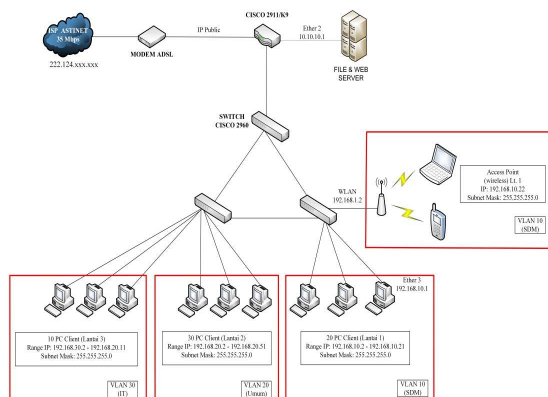 ISP ASTINET
35 Mbps
222.124.xxx.xxx
MODEM ADSL
IP Public
CISCO 2911/K9
Ether 2
10.10.10.1
FILE & WEB
SERVER
SWITCH
CISCO 2960
WLAN
192.168.1.2
Access Point
(wireless) Lt. 1
IP: 192.168.10.22
Subnet Mask: 255.255.255.0
VLAN 10
(SDM)
10 PC Client (Lantai 3)
Range IP: 192.168.30.2 - 192.168.20.11
Subnet Mask: 255.255.255.0
VLAN 30
(IT)
30 PC Client (Lantai 2)
Range IP: 192.168.20.2 - 192.168.20.51
Subnet Mask: 255.255.255.0
VLAN 20
(Umum)
Ether 3
192.168.10.1
20 PC Client (Lantai 1)
Range IP: 192.168.10.2 - 192.168.10.21
Subnet Mask: 255.255.255.0
VLAN 10
(SDM)